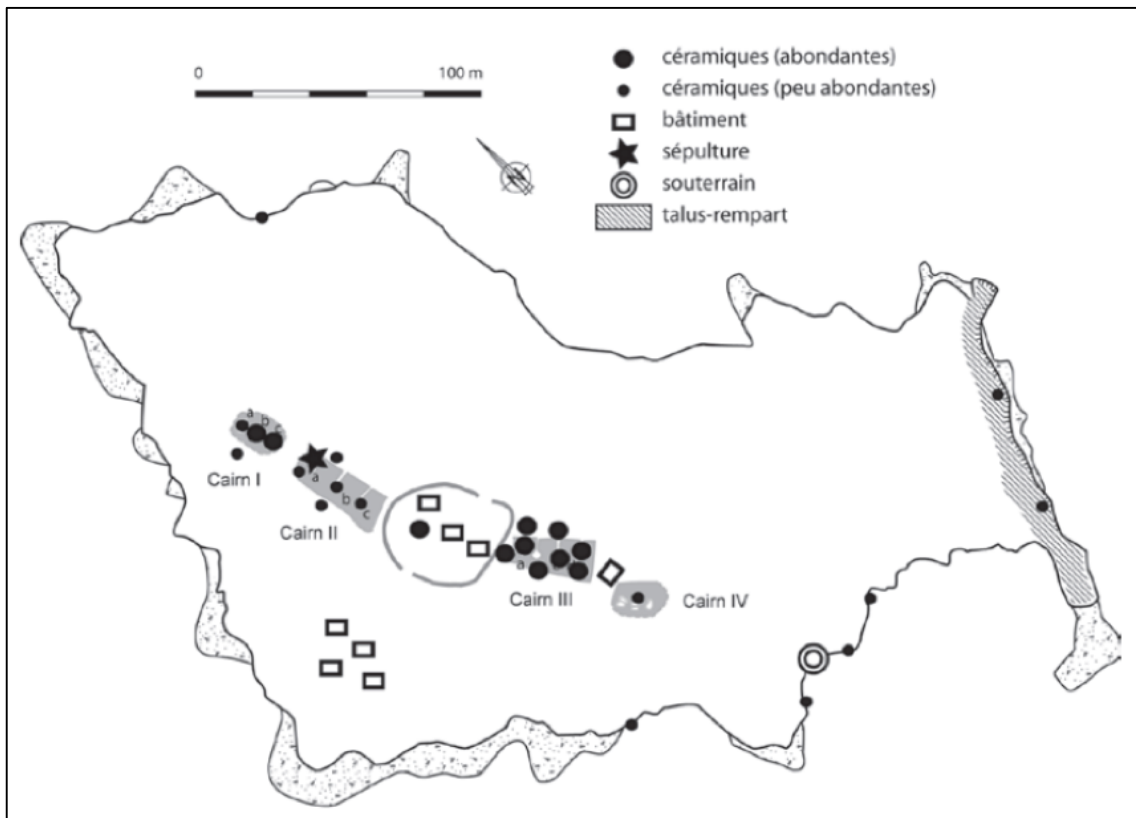 0 100 m
céramiques (abondantes)
céramiques (peu abondantes)
bâtiment
sépulture
souterrain
talus-rempart
N
a b c
Cairn I
a b c
Cairn II
a
Cairn III
Cairn IV